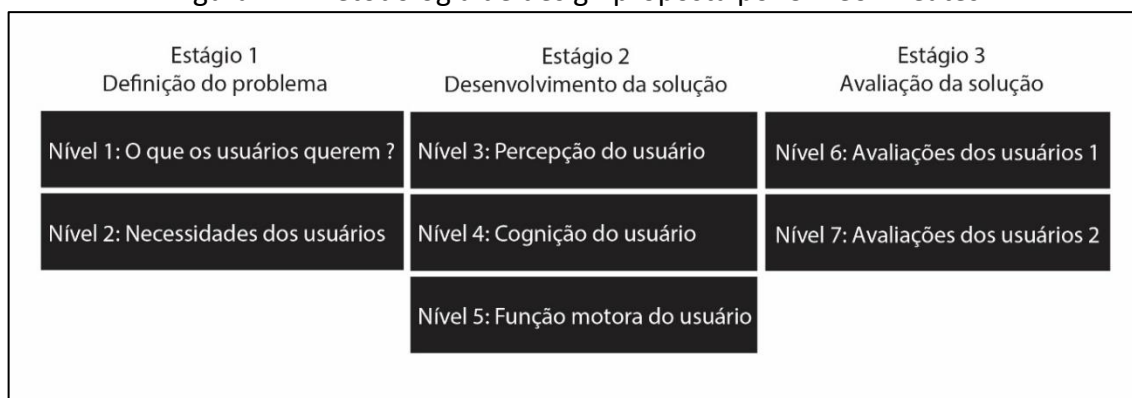 Estágio 1
Definição do problema
Nível 1: O que os usuários querem ?
Nível 2: Necessidades dos usuários
Estágio 2
Desenvolvimento da solução
Nível 3: Percepção do usuário
Nível 4: Cognição do usuário
Nível 5: Função motora do usuário
Estágio 3
Avaliação da solução
Nível 6: Avaliações dos usuários 1
Nível 7: Avaliações dos usuários 2